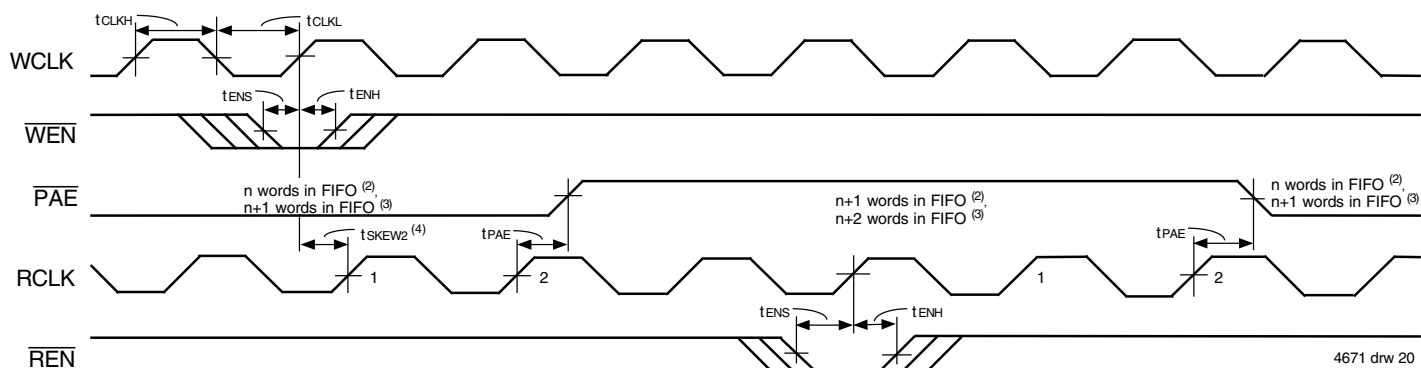 tCLKH
tCLKL
WCLK
tENS
tENH
WEN
PAE
n words in FIFO (2),
n+1 words in FIFO (3)
n+1 words in FIFO (2),
n+2 words in FIFO (3)
n words in FIFO (2),
n+1 words in FIFO (3)
tSKEW2 (4)
tPAE
tPAE
RCLK
1
2
1
2
tENS
tENH
REN
4671 drw 20